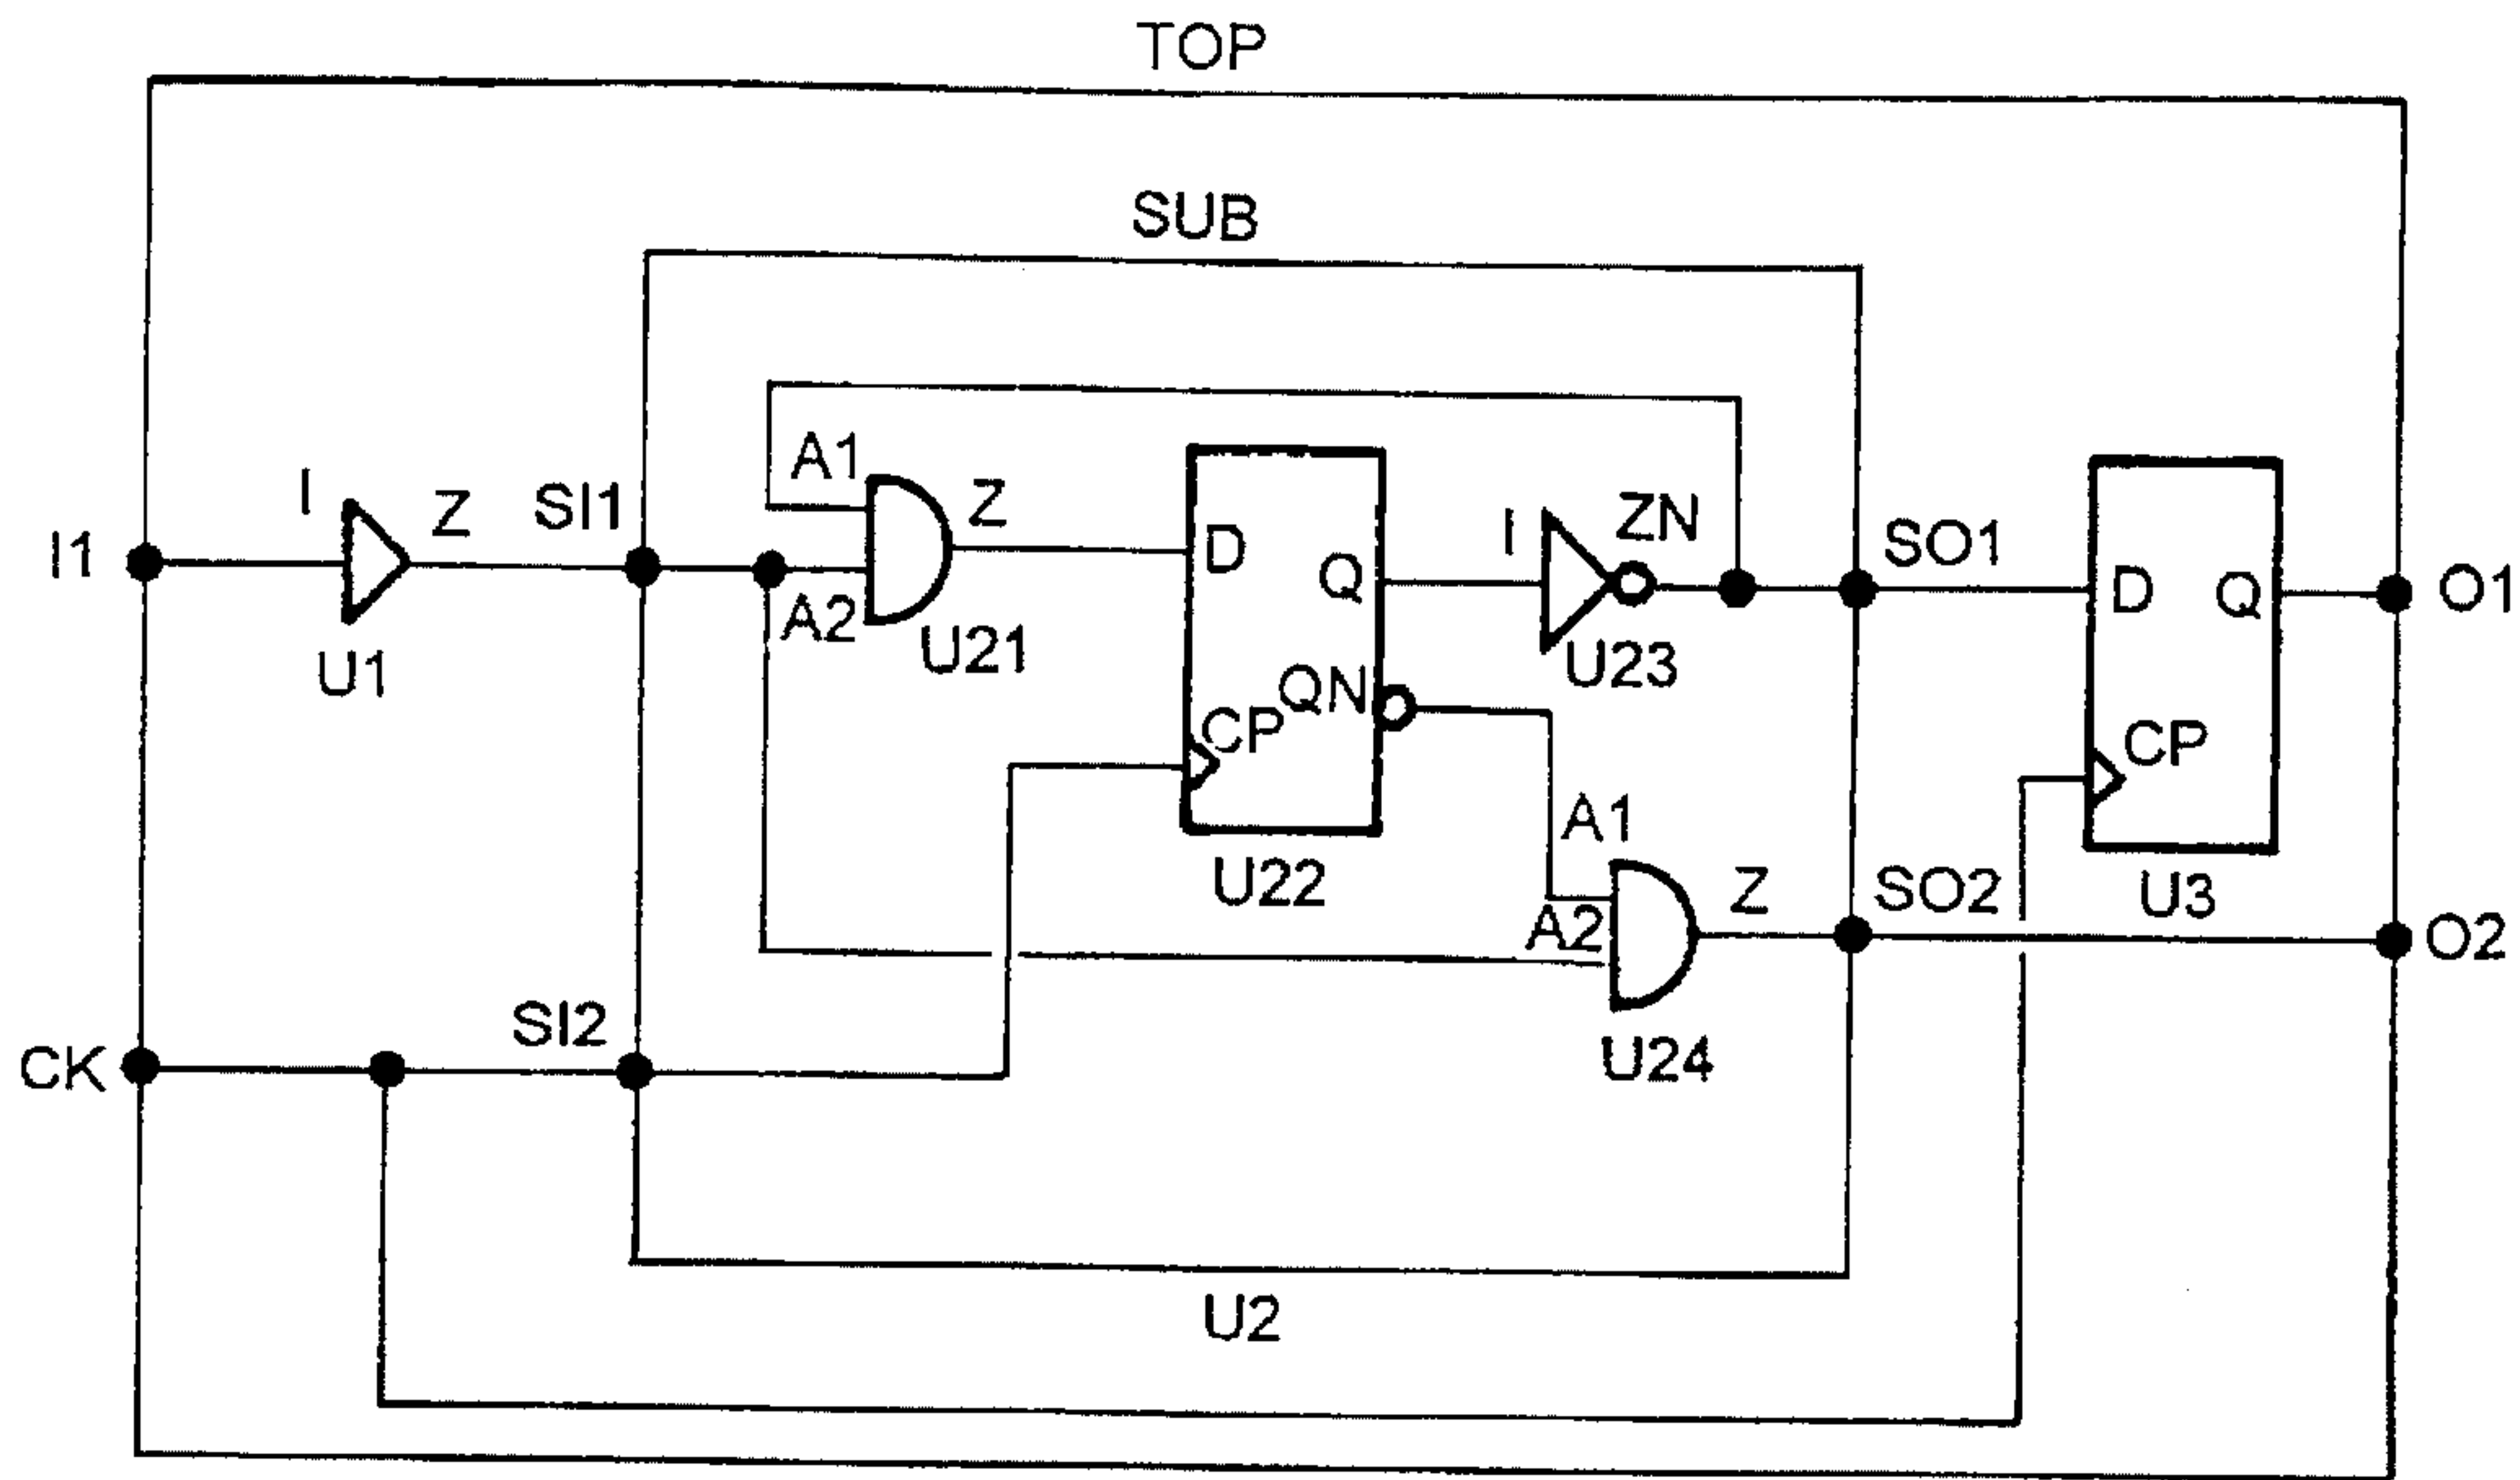 TOP
SUB
A1
I
Z
SI1
Z
I
ZN
SO1
I1
D
Q
D
Q
O1
A2
U21
U23
U1
QN
CP
CP
A1
U22
Z
SO2
U3
A2
O2
SI2
CK
U24
U2